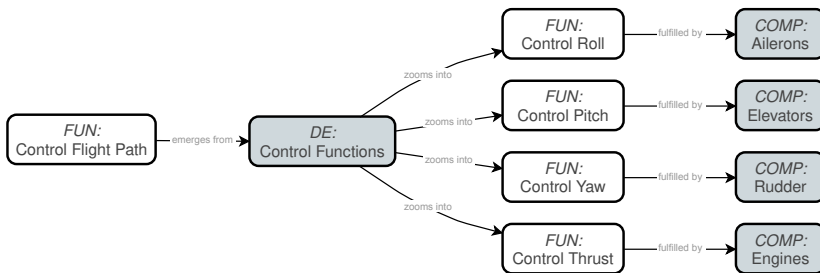 FUN:
Control Flight Path
emerges from
DE:
Control Functions
zooms into
FUN:
Control Roll
fulfilled by
COMP:
Ailerons
zooms into
FUN:
Control Pitch
fulfilled by
COMP:
Elevators
zooms into
FUN:
Control Yaw
fulfilled by
COMP:
Rudder
zooms into
FUN:
Control Thrust
fulfilled by
COMP:
Engines